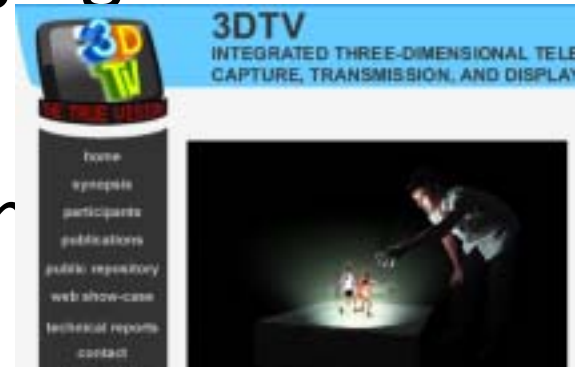 3D
TV
3DTV
INTEGRATED THREE-DIMENSIONAL TELE
CAPTURE, TRANSMISSION, AND DISPLAY
home
synopsis
participants
publications
public repository
web show-case
technical reports
contact